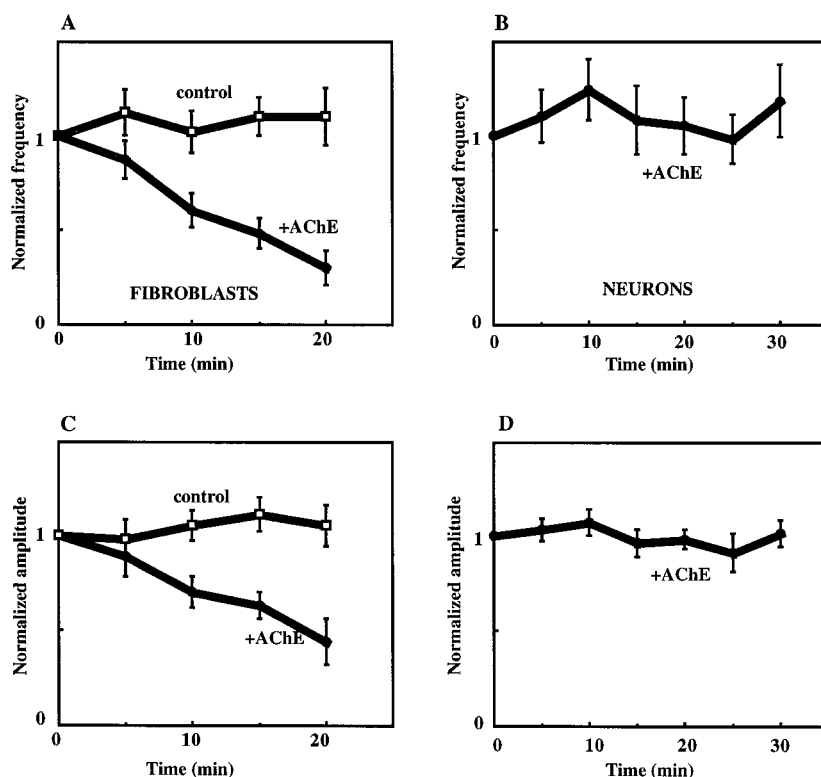 A
Normalized frequency
1
0
control
+AChE
FIBROBLASTS
0 10 20
Time (min)
B
Normalized frequency
1
0
+AChE
NEURONS
0 10 20 30
Time (min)
C
Normalized amplitude
1
0
control
+AChE
0 10 20
Time (min)
D
Normalized amplitude
1
0
+AChE
0 10 20 30
Time (min)